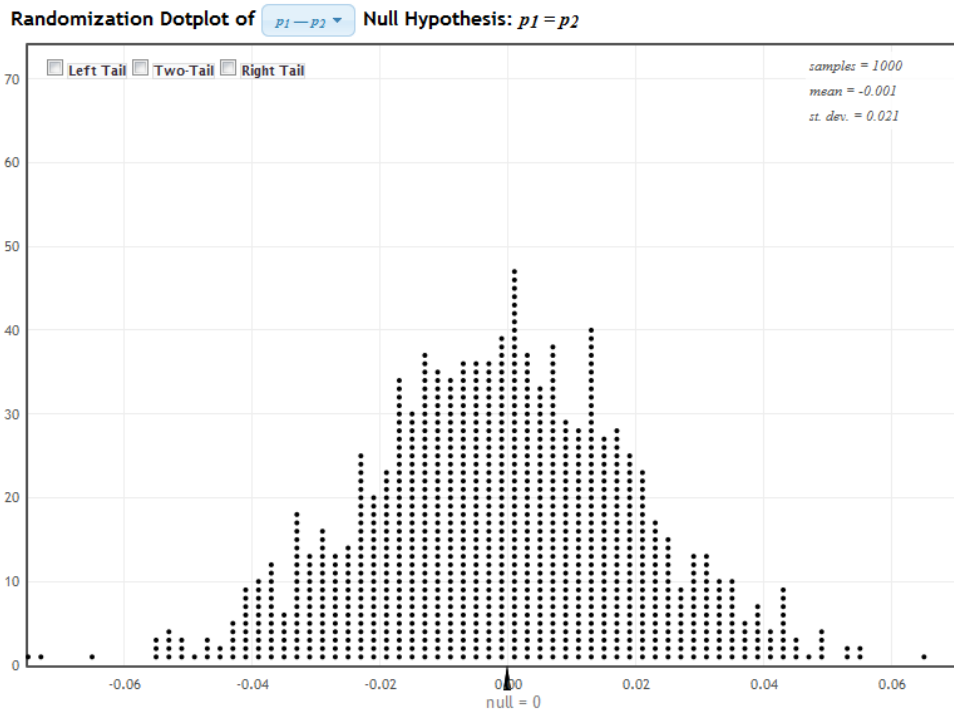 Randomization Dotplot of p1 — p2 ▼ Null Hypothesis: p1 = p2
Left Tail Two-Tail Right Tail
samples = 1000
mean = -0.001
st. dev. = 0.021
70
60
50
40
30
20
10
0
-0.06 -0.04 -0.02 0.00 0.02 0.04 0.06
null = 0